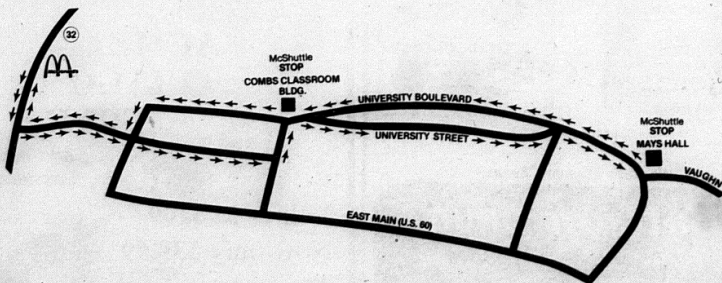 32
McShuttle
STOP
COMBS CLASSROOM
BLDG.
UNIVERSITY BOULEVARD
UNIVERSITY STREET
McShuttle
STOP
MAYS HALL
VAUGHN
EAST MAIN (U.S. 60)